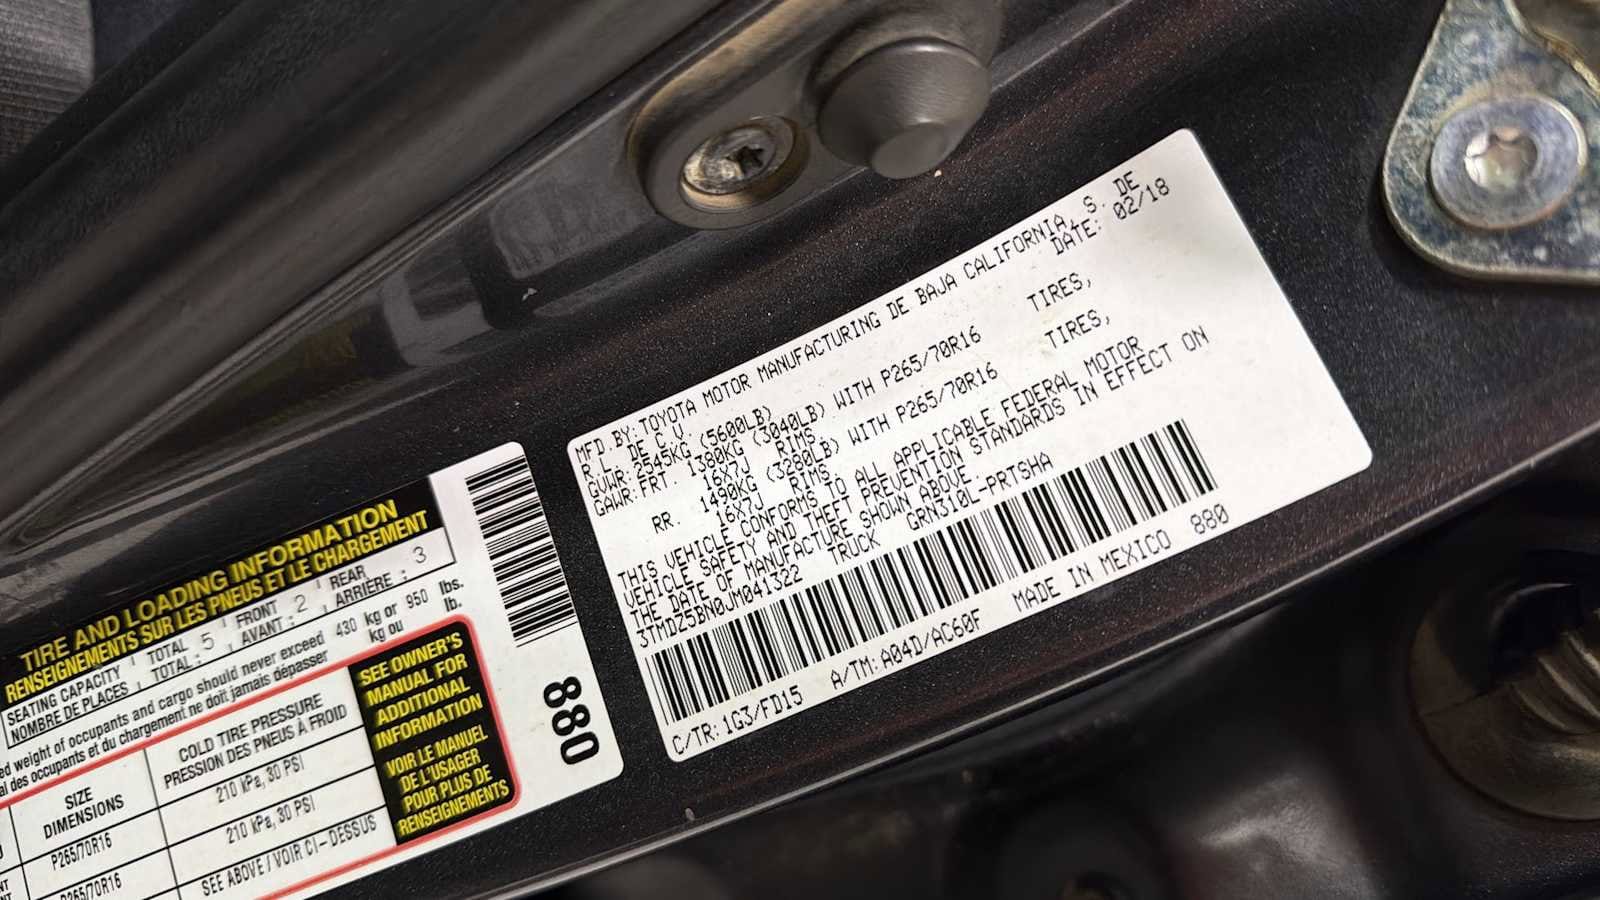 MFD.BY:TOYOTA MOTOR MANUFACTURING DE BAJA CALIFORNIA, S. DE
R.L. DE C.V. DATE: 02/18
GVWR:2545KG (5600LB)
GAWR:FRT. 1380KG (3040LB) WITH P265/70R16 TIRES,
16X7J RIMS
RR. 1490KG (3280LB) WITH P265/70R16 TIRES,
16X7J RIMS
THIS VEHICLE CONFORMS TO ALL APPLICABLE FEDERAL MOTOR
VEHICLE SAFETY AND THEFT PREVENTION STANDARDS IN EFFECT ON
THE DATE OF MANUFACTURE SHOWN ABOVE.
3TMDZ5BN0JM041322 TRUCK GRN310L-PRTSHA
C/TR:1G3/FD15 A/TM:A04D/AC60F MADE IN MEXICO 880
TIRE AND LOADING INFORMATION
RENSEIGNEMENTS SUR LES PNEUS ET LE CHARGEMENT
SEATING CAPACITY TOTAL 5 FRONT 2 REAR 3
NOMBRE DE PLACES TOTAL: AVANT: ARRIÈRE:
weight of occupants and cargo should never exceed 430 kg or 950 lbs.
des occupants et du chargement ne doit jamais dépasser kg ou lb.
SIZE
DIMENSIONS
COLD TIRE PRESSURE
PRESSION DES PNEUS À FROID
P265/70R16 210 kPa, 30 PSI
P265/70R16 210 kPa, 30 PSI
SEE ABOVE / VOIR CI-DESSUS
SEE OWNER'S
MANUAL FOR
ADDITIONAL
INFORMATION
VOIR LE MANUEL
DE L'USAGER
POUR PLUS DE
RENSEIGNEMENTS
880